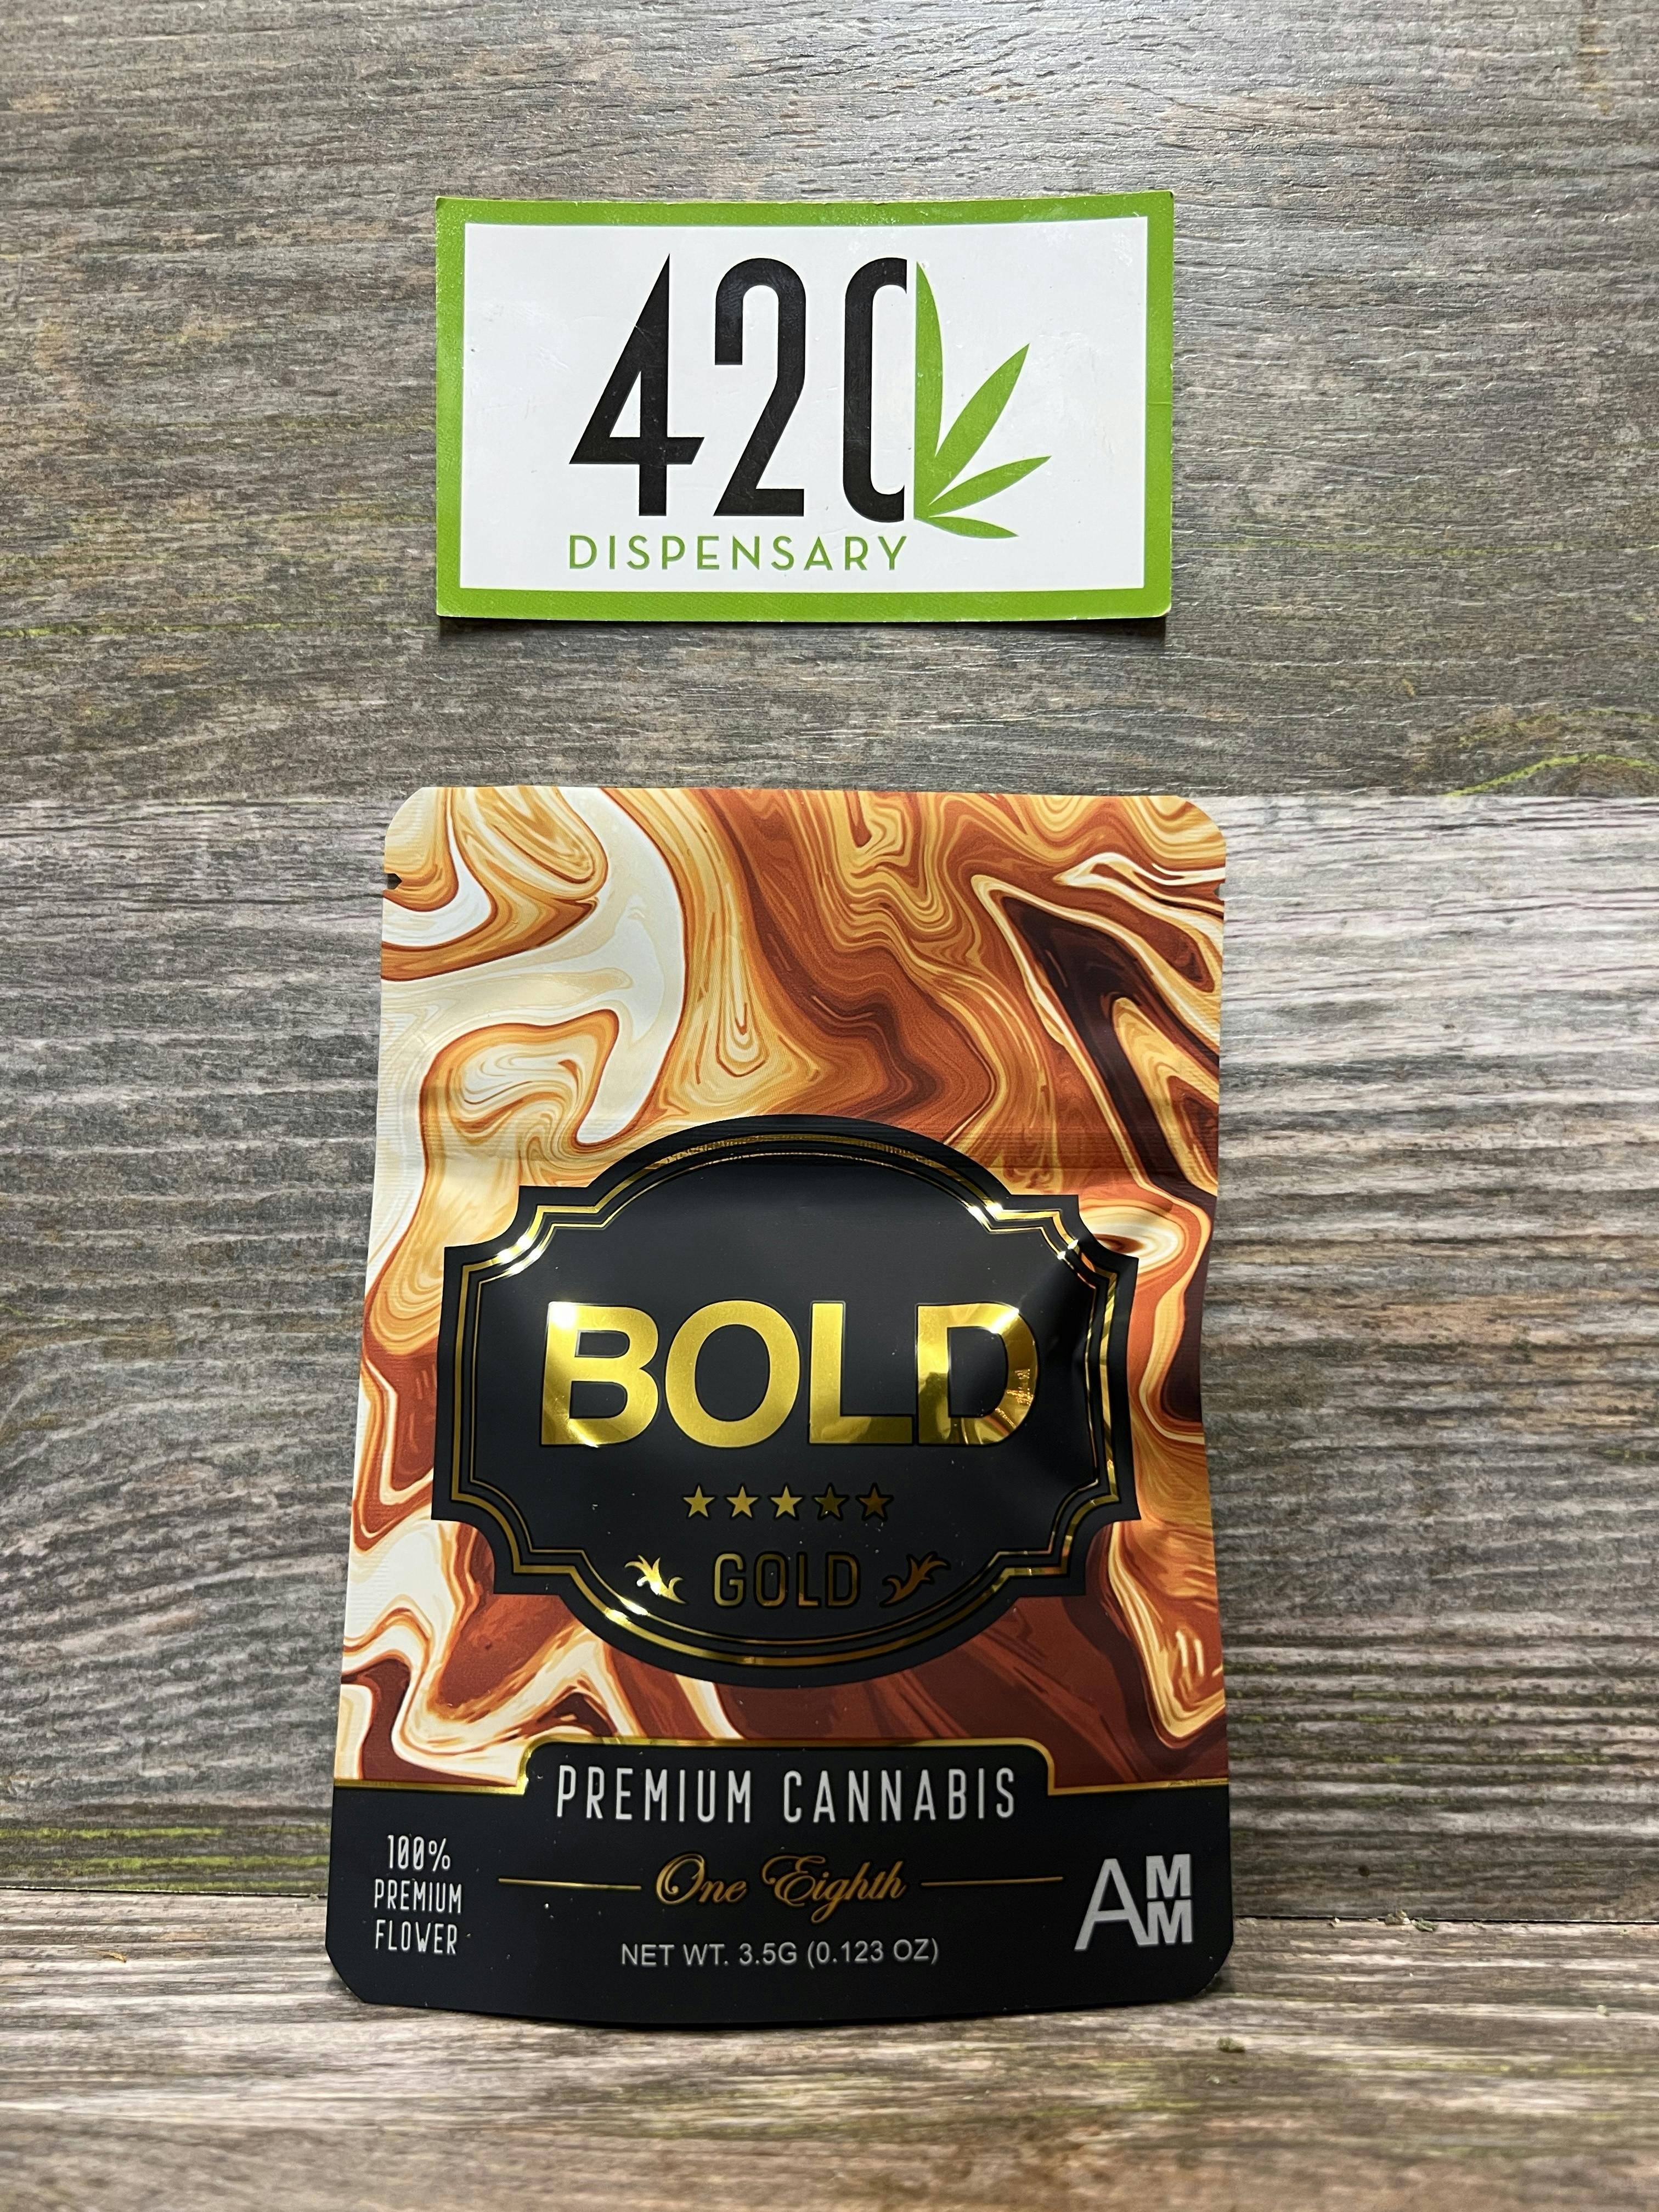 420
DISPENSARY
BOLD
GOLD
PREMIUM CANNABIS
100%
PREMIUM
FLOWER
One Eighth
NET WT. 3.5G (0.123 OZ)
AMM